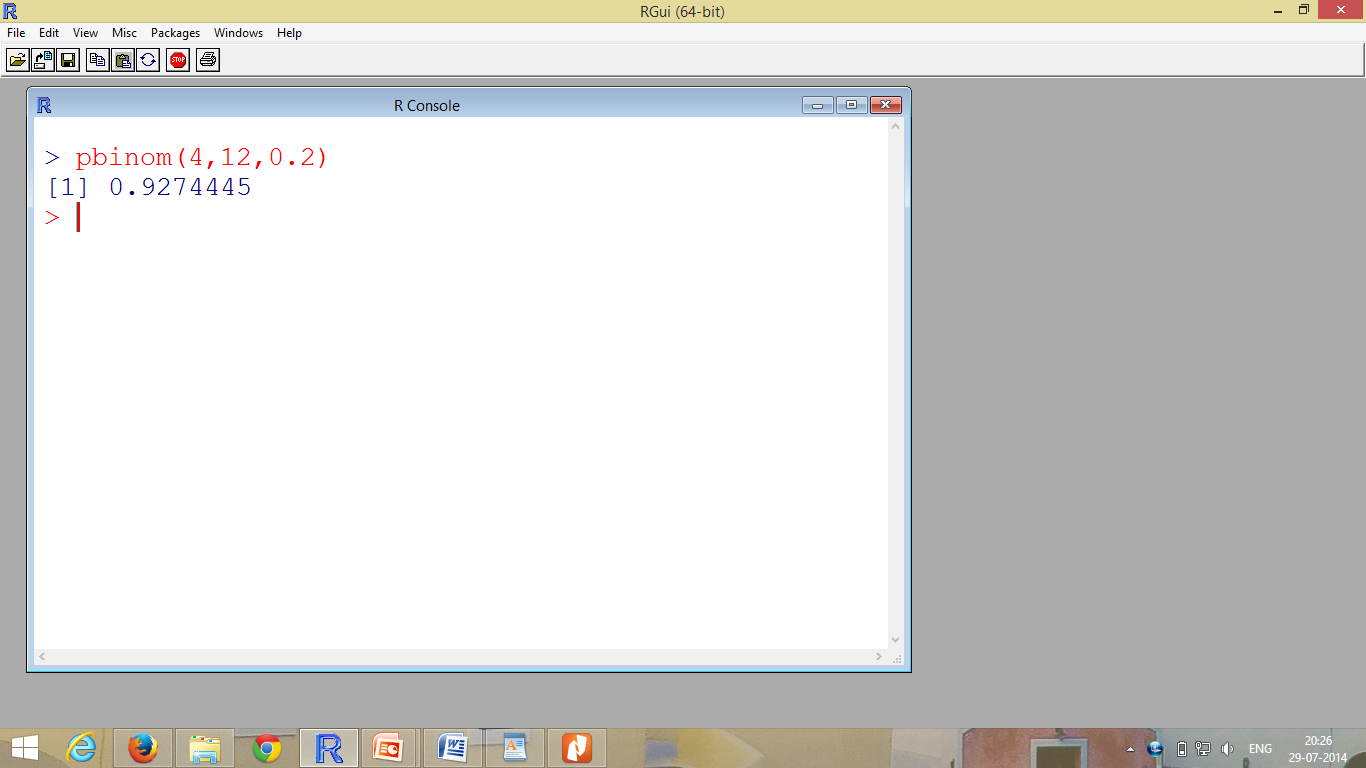 RGui (64-bit)
File Edit View Misc Packages Windows Help
STOP
R Console
> pbinom(4,12,0.2)
[1] 0.9274445
>
ENG
20:26
29-07-2014